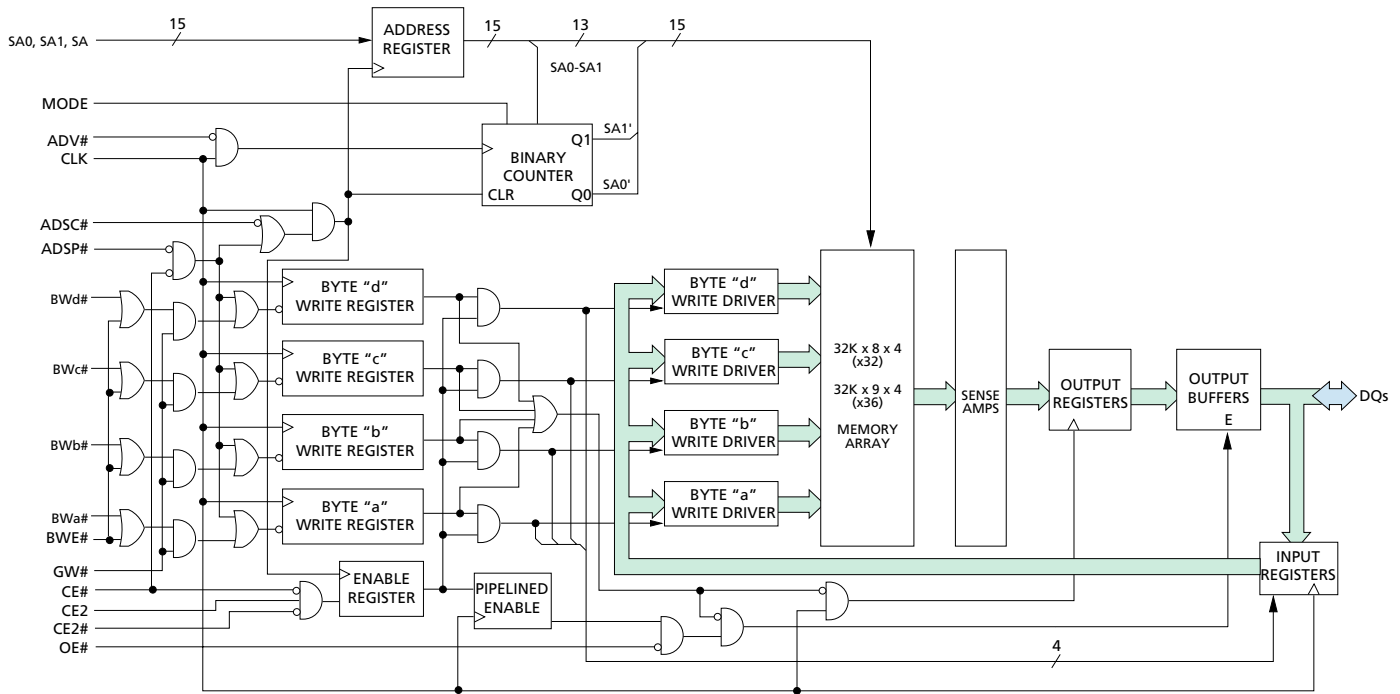 15
SA0, SA1, SA
ADDRESS
REGISTER
15
13
15
SA0-SA1
MODE
ADV#
CLK
Q1
SA1'
BINARY
COUNTER
CLR
Q0
SA0'
ADSC#
ADSP#
BWd#
BYTE “d”
WRITE REGISTER
BYTE “d”
WRITE DRIVER
BWc#
BYTE “c”
WRITE REGISTER
BYTE “c”
WRITE DRIVER
BWb#
BYTE “b”
WRITE REGISTER
BYTE “b”
WRITE DRIVER
BWa#
BWE#
BYTE “a”
WRITE REGISTER
BYTE “a”
WRITE DRIVER
32K x 8 x 4
(x32)
32K x 9 x 4
(x36)
MEMORY
ARRAY
SENSE
AMPS
OUTPUT
REGISTERS
OUTPUT
BUFFERS
E
DQs
GW#
CE#
CE2
CE2#
OE#
ENABLE
REGISTER
PIPELINED
ENABLE
INPUT
REGISTERS
4